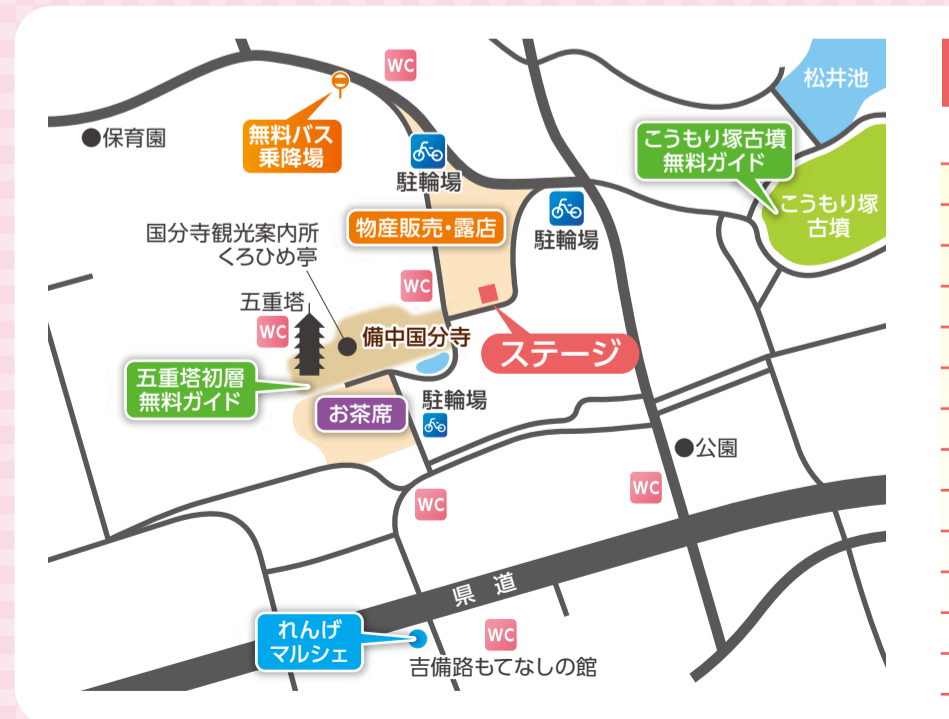 WC
松井池
●保育園
無料バス
乗降場
こうもり塚古墳
無料ガイド
駐輪場
こうもり塚
古墳
物産販売・露店
駐輪場
国分寺観光案内所
くろひめ亭
WC
五重塔
WC
備中国分寺
ステージ
五重塔初層
無料ガイド
お茶席
駐輪場
●公園
WC
WC
県道
れんげ
マルシェ
WC
吉備路もてなしの館